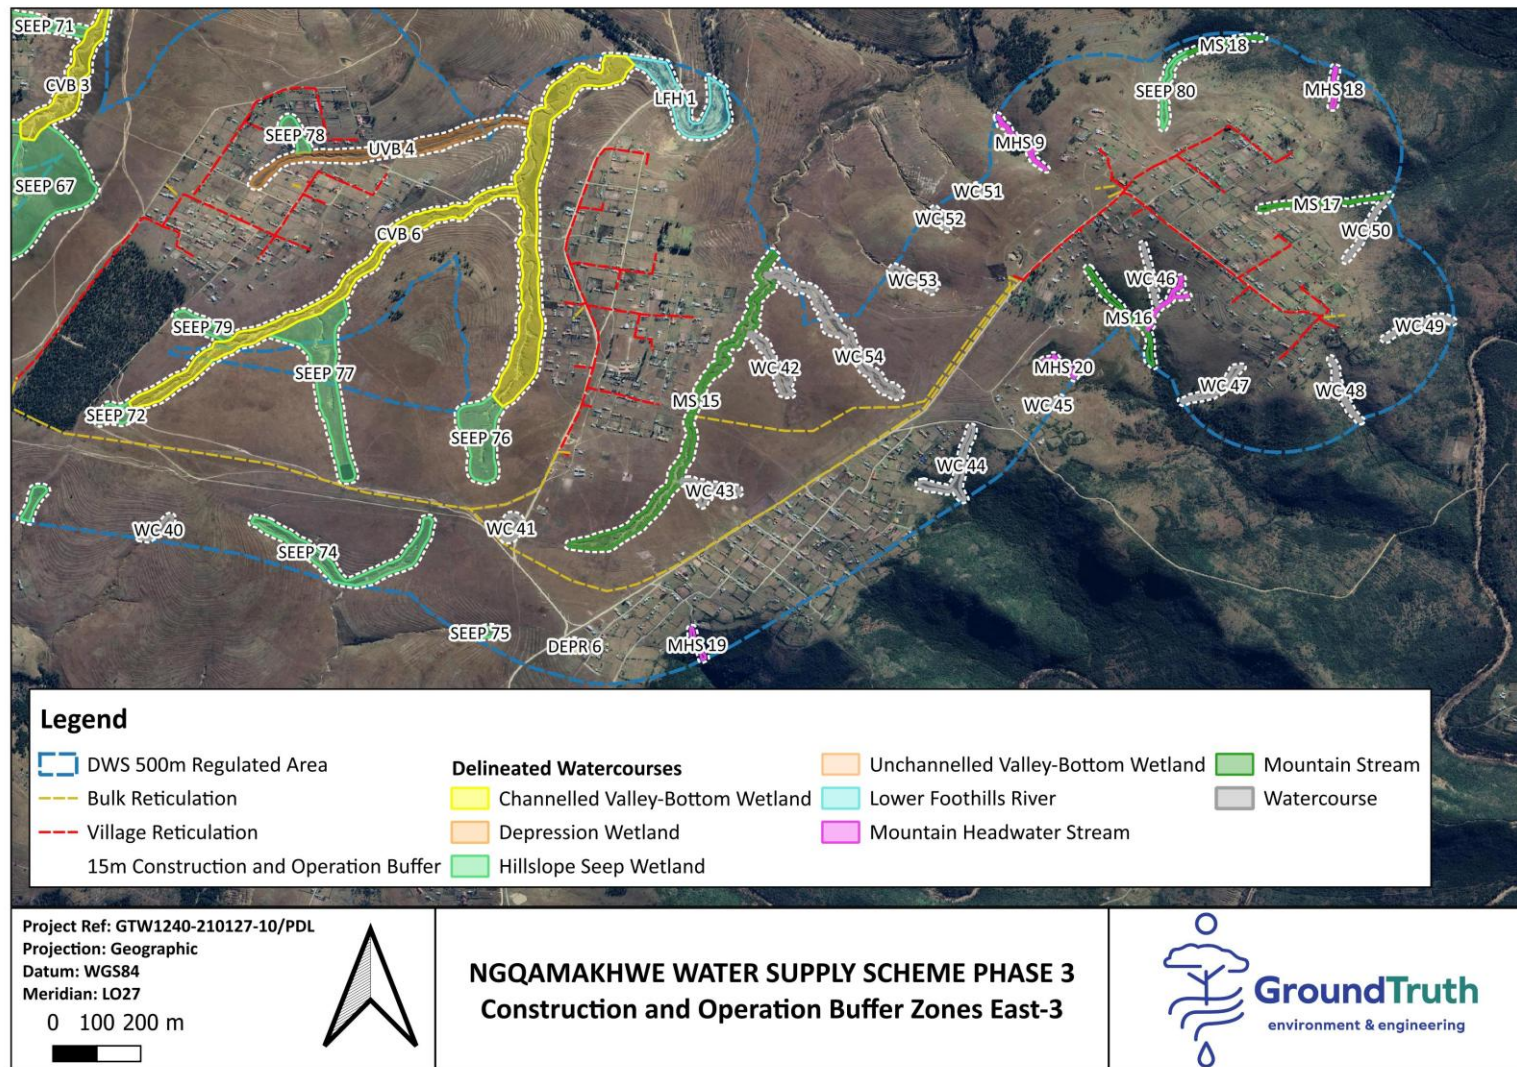 SEEP 71
CVB 3
SEEP 67
SEEP 78
UVB 4
LFH 1
CVB 6
SEEP 79
SEEP 72
SEEP 77
SEEP 76
MS 15
WC 42
WC 54
WC 43
WC 41
WC 40
SEEP 74
SEEP 75
DEPR 6
MHS 19
WC 44
WC 45
MHS 20
WC 53
WC 52
WC 51
MHS 9
SEEP 80
MS 18
MHS 18
MS 17
WC 50
WC 46
MS 16
WC 49
WC 47
WC 48
Legend
DWS 500m Regulated Area
Bulk Reticulation
Village Reticulation
15m Construction and Operation Buffer
Delineated Watercourses
Channelled Valley-Bottom Wetland
Depression Wetland
Hillslope Seep Wetland
Unchannelled Valley-Bottom Wetland
Lower Foothills River
Mountain Headwater Stream
Mountain Stream
Watercourse
Project Ref: GTW1240-210127-10/PDL
Projection: Geographic
Datum: WGS84
Meridian: LO27
0 100 200 m
NGQAMAKHWE WATER SUPPLY SCHEME PHASE 3
Construction and Operation Buffer Zones East-3
GroundTruth
environment & engineering